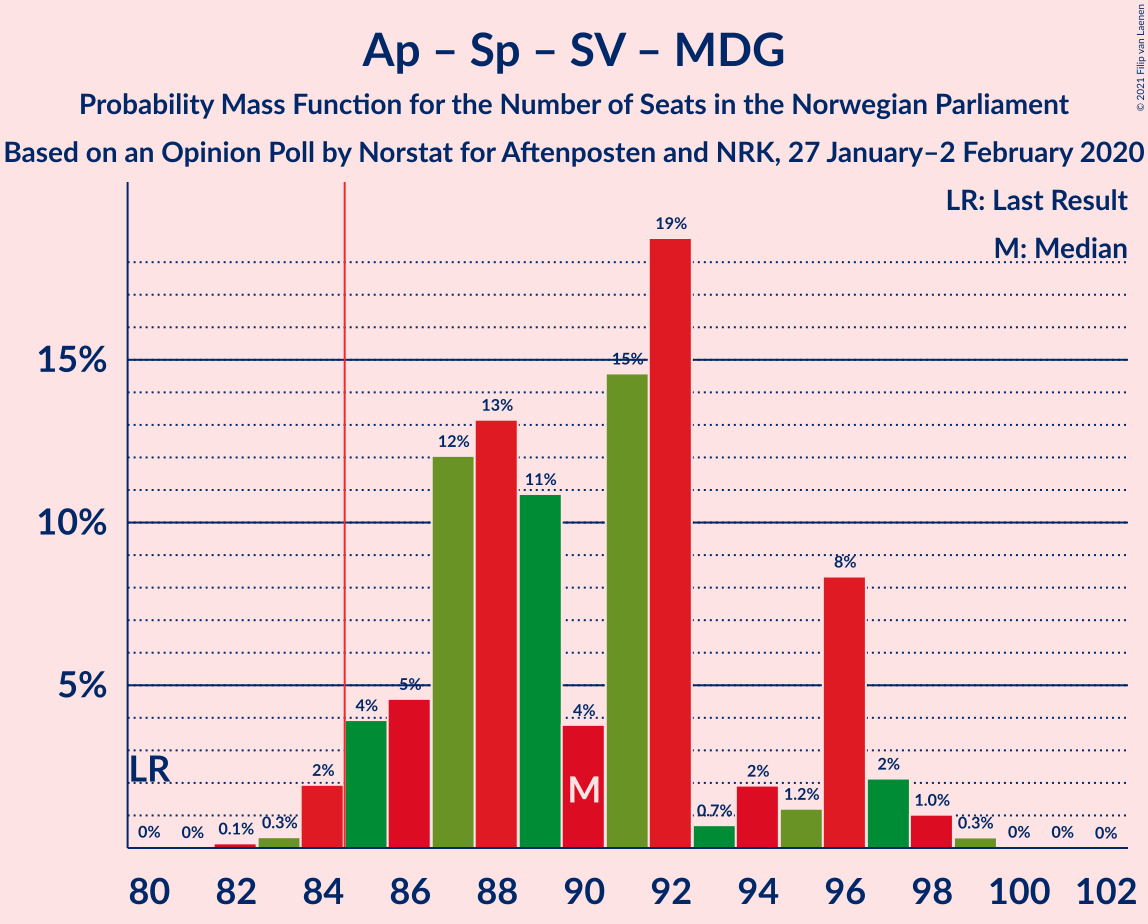 Ap – Sp – SV – MDG
Probability Mass Function for the Number of Seats in the Norwegian Parliament
Based on an Opinion Poll by Norstat for Aftenposten and NRK, 27 January–2 February 2020
© 2021 Filip van Laenen
LR: Last Result
M: Median
15%
10%
5%
LR
0%
0%
0.1%
0.3%
2%
4%
5%
12%
13%
11%
4%
M
15%
19%
0.7%
2%
1.2%
8%
2%
1.0%
0.3%
0%
0%
0%
80 82 84 86 88 90 92 94 96 98 100 102